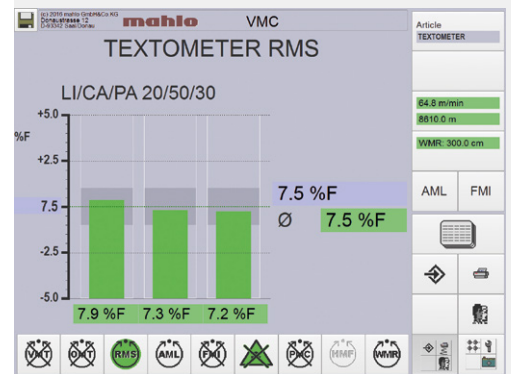 (c) 2016 mahlo GmbH&Co.KG
Donaustrasse 12
D-93342 Saal/Donau
mahlo
VMC
TEXTOMETER RMS
LI/CA/PA 20/50/30
%F
+5.0
+2.5
7.5
-2.5
-5.0
7.9 %F 7.3 %F 7.2 %F
7.5 %F
Ø 7.5 %F
Article
TEXTOMETER
64.8 m/min
8610.0 m
WMR: 300.0 cm
AML FMI
VMT OMT RMS AML FMI PMC HMF WMR